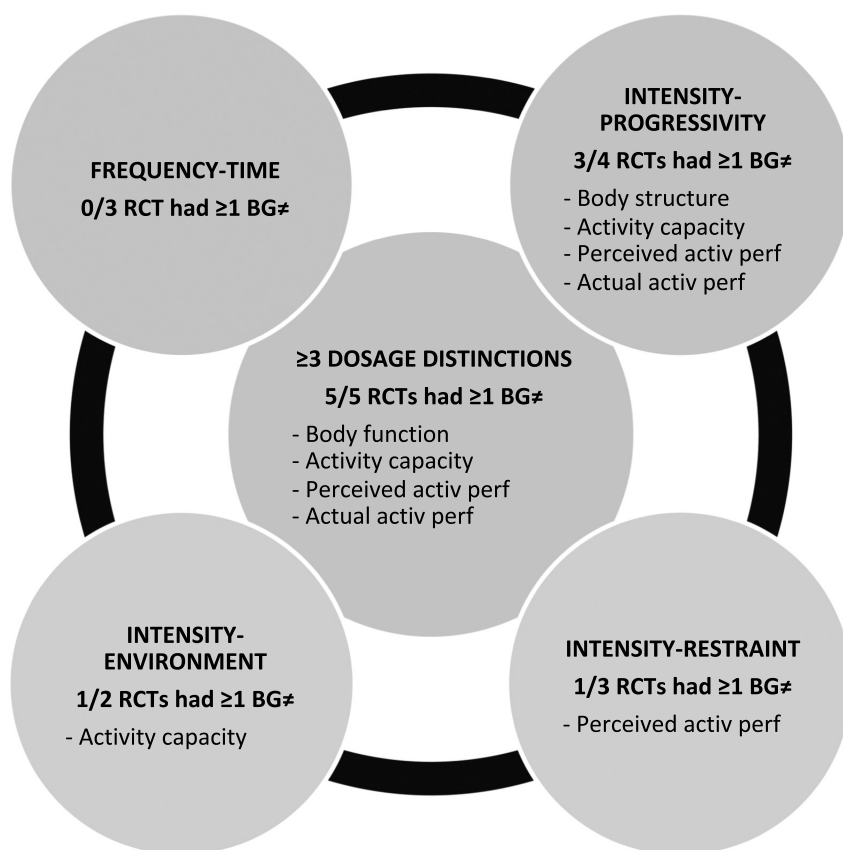 FREQUENCY-TIME
0/3 RCT had ≥1 BG≠
INTENSITY-
PROGRESSIVITY
3/4 RCTs had ≥1 BG≠
- Body structure
- Activity capacity
- Perceived activ perf
- Actual activ perf
≥3 DOSAGE DISTINCTIONS
5/5 RCTs had ≥1 BG≠
- Body function
- Activity capacity
- Perceived activ perf
- Actual activ perf
INTENSITY-
ENVIRONMENT
1/2 RCTs had ≥1 BG≠
- Activity capacity
INTENSITY-RESTRAINT
1/3 RCTs had ≥1 BG≠
- Perceived activ perf